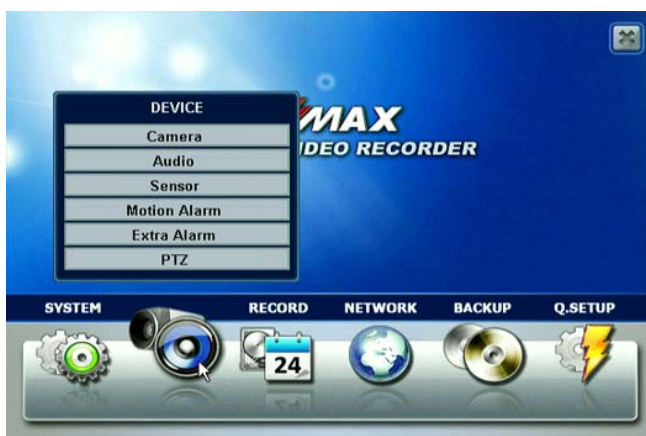 DEVICE
Camera
Audio
Sensor
Motion Alarm
Extra Alarm
PTZ
MAX
IDEO RECORDER
SYSTEM RECORD NETWORK BACKUP Q.SETUP
24